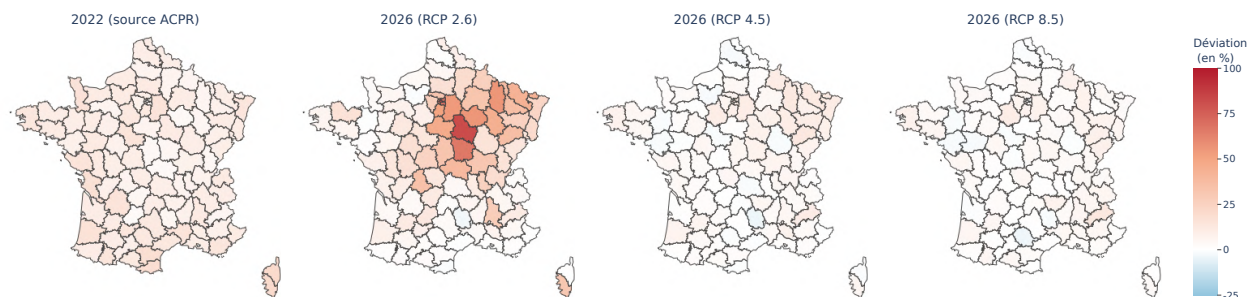 2022 (source ACPR)
2026 (RCP 2.6)
2026 (RCP 4.5)
2026 (RCP 8.5)
Déviation
(en %)
100
75
50
25
0
-25